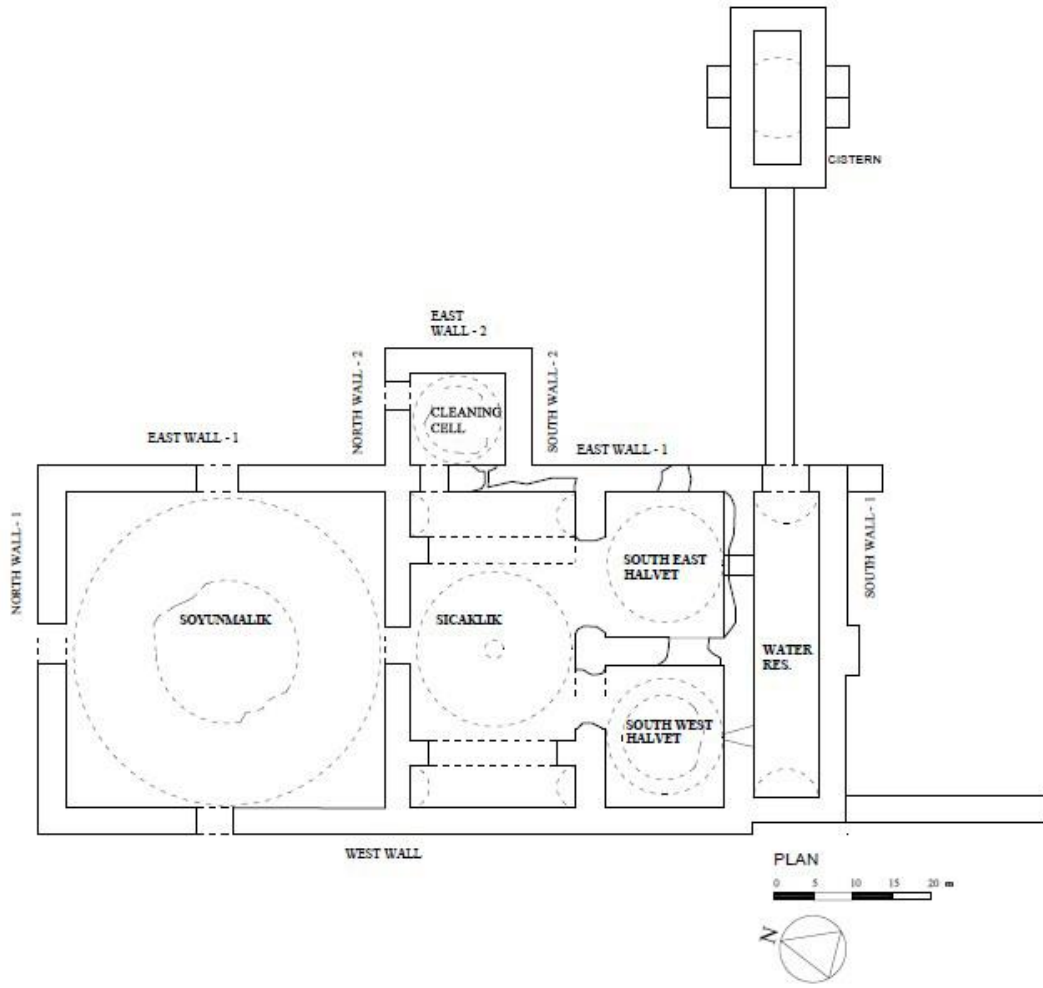 CISTERN
EAST
WALL - 2
NORTH WALL - 2
SOUTH WALL - 2
CLEANING
CELL
EAST WALL - 1
EAST WALL - 1
NORTH WALL - 1
SOUTH WALL - 1
SOYUNMALIK
SICAKLIK
SOUTH EAST
HALVET
WATER
RES.
SOUTH WEST
HALVET
WEST WALL
PLAN
0 5 10 15 20 m
N